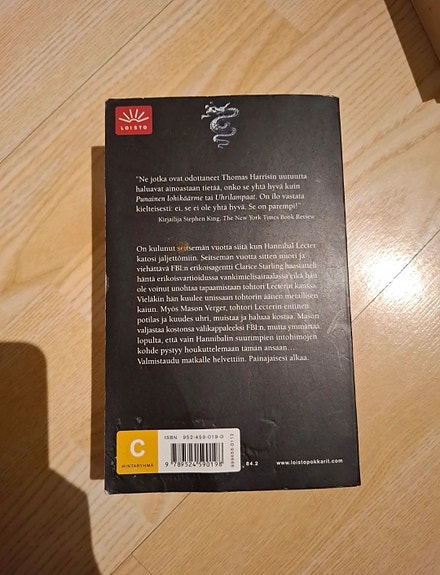 LOISTO
"Ne jotka ovat odottaneet Thomas Harrisin uutuutta
haluavat ainoastaan tietää, onko se yhtä hyvä kuin
Punainen lohikäärme tai Uhrilampaat. On ilo vastata
kielteisesti: ei, se ei ole yhtä hyvä. Se on parempi!"
Kirjailija Stephen King, The New York Times Book Review
On kulunut seitsemän vuotta siitä kun Hannibal Lecter
katosi jäljettömiin. Seitsemän vuotta sitten nuori ja
viehättävä FBI:n erikoisagentti Clarice Starling haastatteli
häntä erikoisvartioidussa vankimielisairaalassa eikä hän
ole voinut unohtaa tapaamistaan tohtori Lecterin kanssa.
Vieläkin hän kuulee unissaan tohtorin äänen metallisen
kaiun. Myös Mason Verger, tohtori Lecterin entinen
potilas ja kuudes uhri, muistaa ja haluaa kostaa. Mason
valjastaa kostonsa välikappaleeksi FBI:n, mutta ymmärtää
lopulta, että vain Hannibalin suurimpien intohimojen
kohde pystyy houkuttelemaan tämän ansaan...
Valmistaudu matkalle helvettiin. Painajaisesi alkaa.
ISBN 952-459-019-0
C
HINTARYHMÄ
9 789524 590198
, 84.2
www.loistopokkarit.com